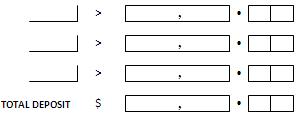 > , •
> , •
> , •
TOTAL DEPOSIT $ , •